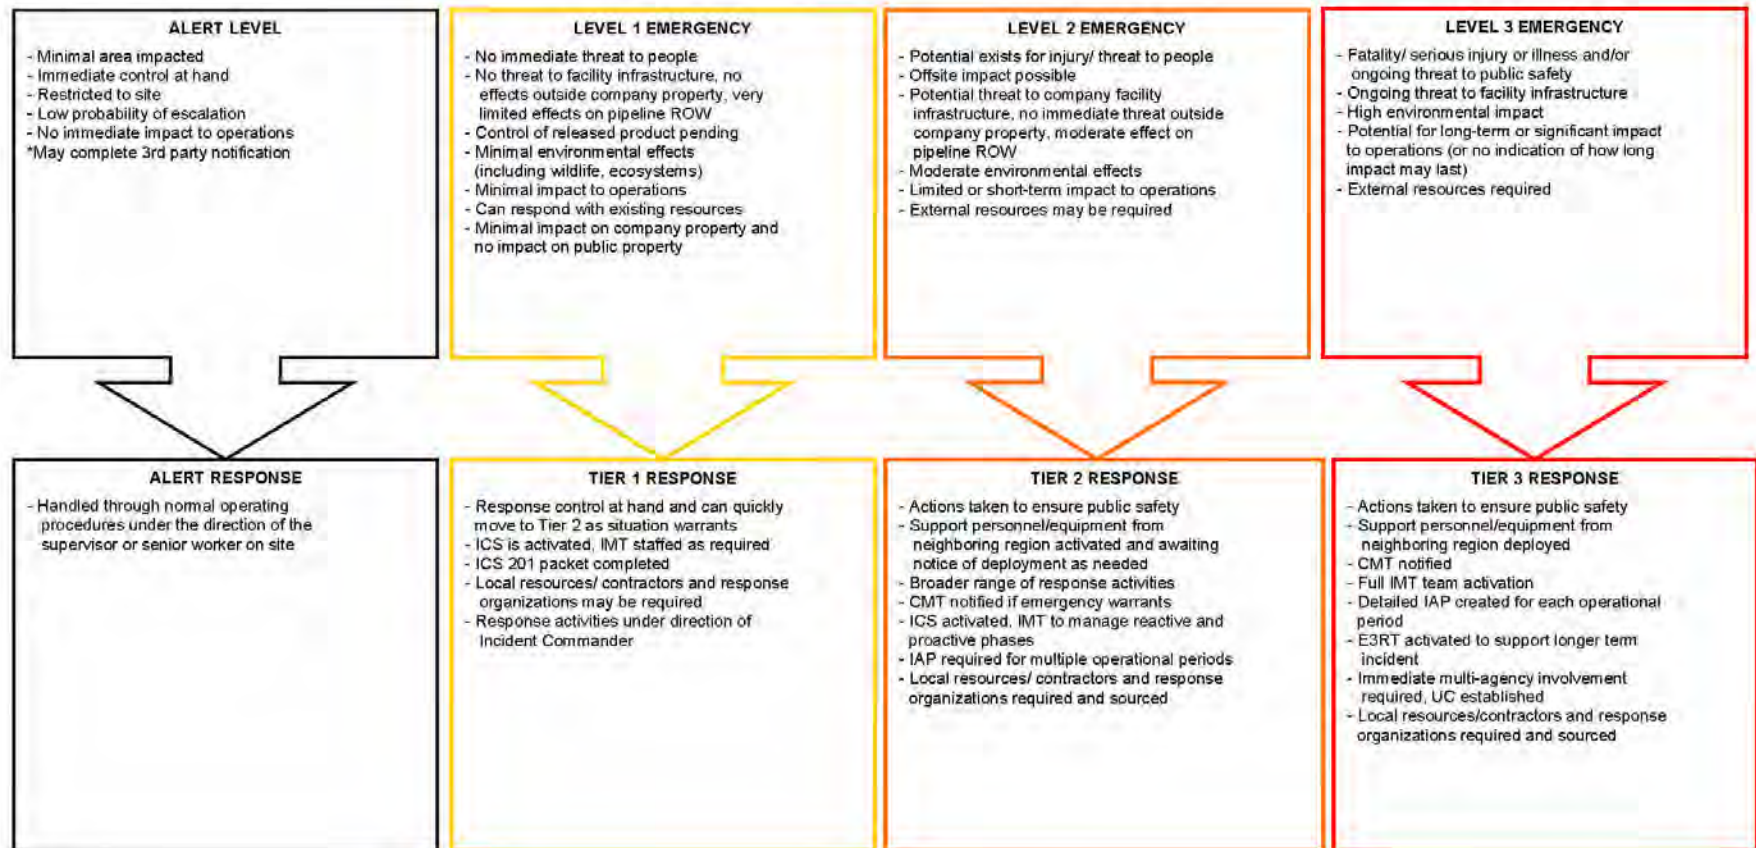 ALERT LEVEL
- Minimal area impacted
- Immediate control at hand
- Restricted to site
- Low probability of escalation
- No immediate impact to operations
*May complete 3rd party notification
LEVEL 1 EMERGENCY
- No immediate threat to people
- No threat to facility infrastructure, no
effects outside company property, very
limited effects on pipeline ROW
- Control of released product pending
- Minimal environmental effects
(including wildlife, ecosystems)
- Minimal impact to operations
- Can respond with existing resources
- Minimal impact on company property and
no impact on public property
LEVEL 2 EMERGENCY
- Potential exists for injury/ threat to people
- Offsite impact possible
- Potential threat to company facility
infrastructure, no immediate threat outside
company property, moderate effect on
pipeline ROW
- Moderate environmental effects
- Limited or short-term impact to operations
- External resources may be required
LEVEL 3 EMERGENCY
- Fatality/ serious injury or illness and/or
ongoing threat to public safety
- Ongoing threat to facility infrastructure
- High environmental impact
- Potential for long-term or significant impact
to operations (or no indication of how long
impact may last)
- External resources required
ALERT RESPONSE
- Handled through normal operating
procedures under the direction of the
supervisor or senior worker on site
TIER 1 RESPONSE
- Response control at hand and can quickly
move to Tier 2 as situation warrants
- ICS is activated, IMT staffed as required
- ICS 201 packet completed
- Local resources/ contractors and response
organizations may be required
- Response activities under direction of
Incident Commander
TIER 2 RESPONSE
- Actions taken to ensure public safety
- Support personnel/equipment from
neighboring region activated and awaiting
notice of deployment as needed
- Broader range of response activities
- CMT notified if emergency warrants
- ICS activated, IMT to manage reactive and
proactive phases
- IAP required for multiple operational periods
- Local resources/ contractors and response
organizations required and sourced
TIER 3 RESPONSE
- Actions taken to ensure public safety
- Support personnel/equipment from
neighboring region deployed
- CMT notified
- Full IMT team activation
- Detailed IAP created for each operational
period
- E3RT activated to support longer term
incident
- Immediate multi-agency involvement
required, UC established
- Local resources/contractors and response
organizations required and sourced